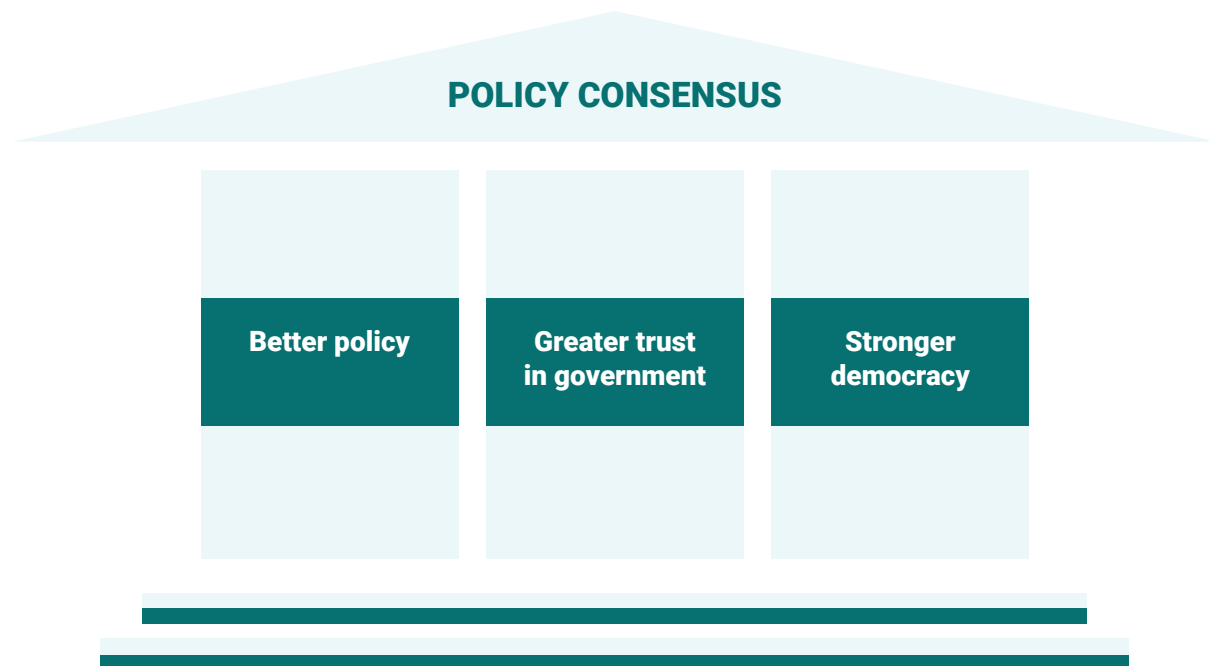 POLICY CONSENSUS
Better policy
Greater trust
in government
Stronger
democracy